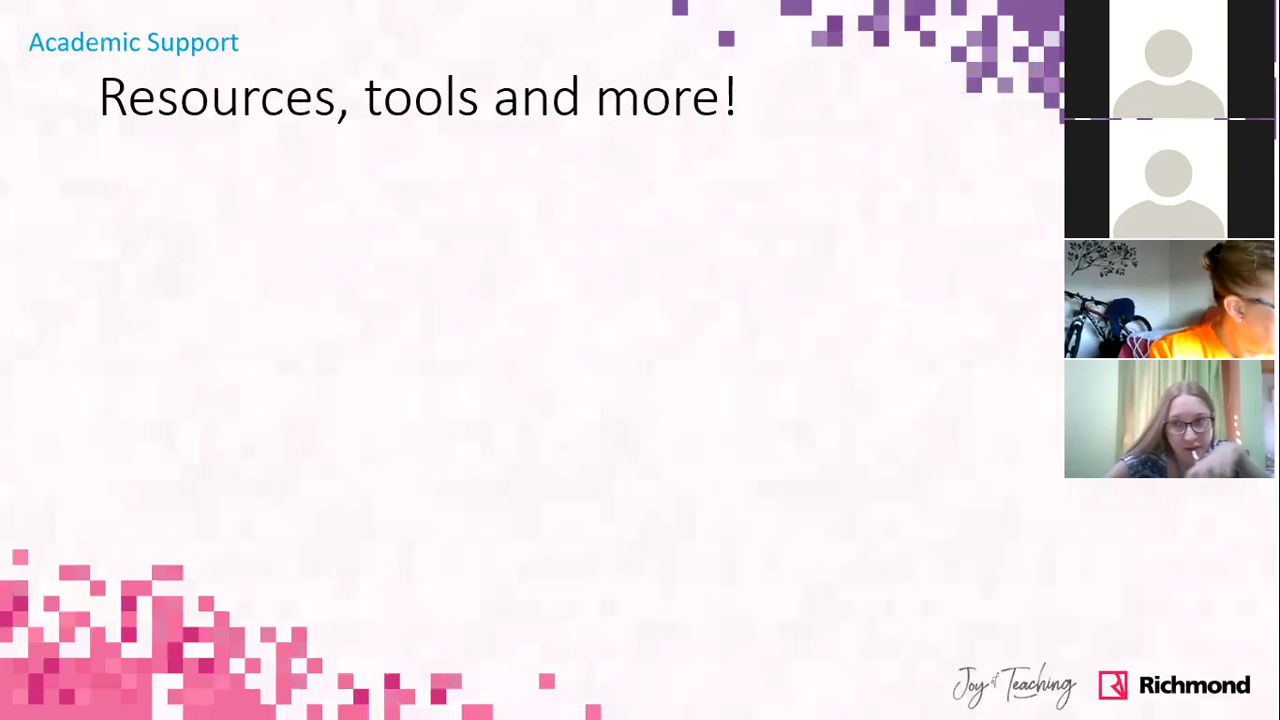 Academic Support
Resources, tools and more!
Joy of Teaching
Richmond